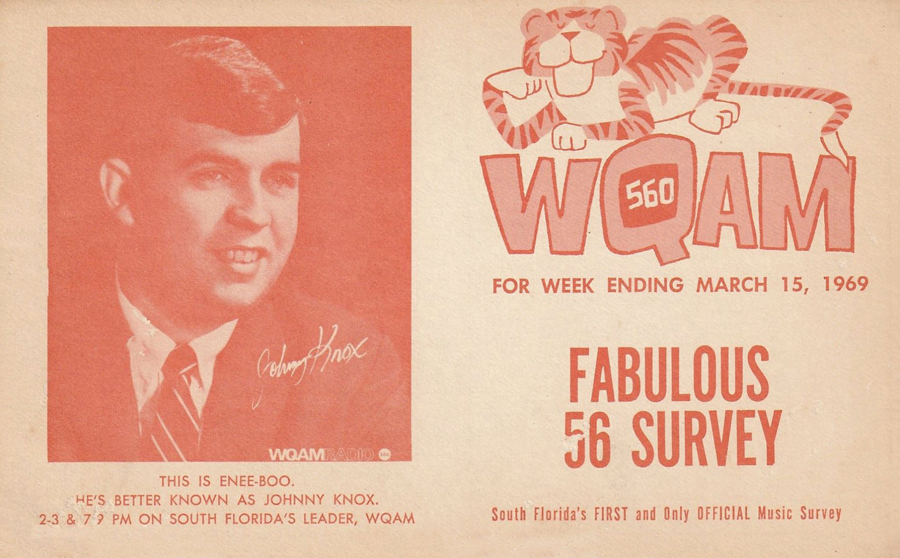 Johnny Knox
WQAM RADIO
THIS IS ENEE-BOO.
HE'S BETTER KNOWN AS JOHNNY KNOX.
2-3 & 7 9 PM ON SOUTH FLORIDA'S LEADER, WQAM
WQAM
560
FOR WEEK ENDING MARCH 15, 1969
FABULOUS
56 SURVEY
South Florida's FIRST and Only OFFICIAL Music Survey